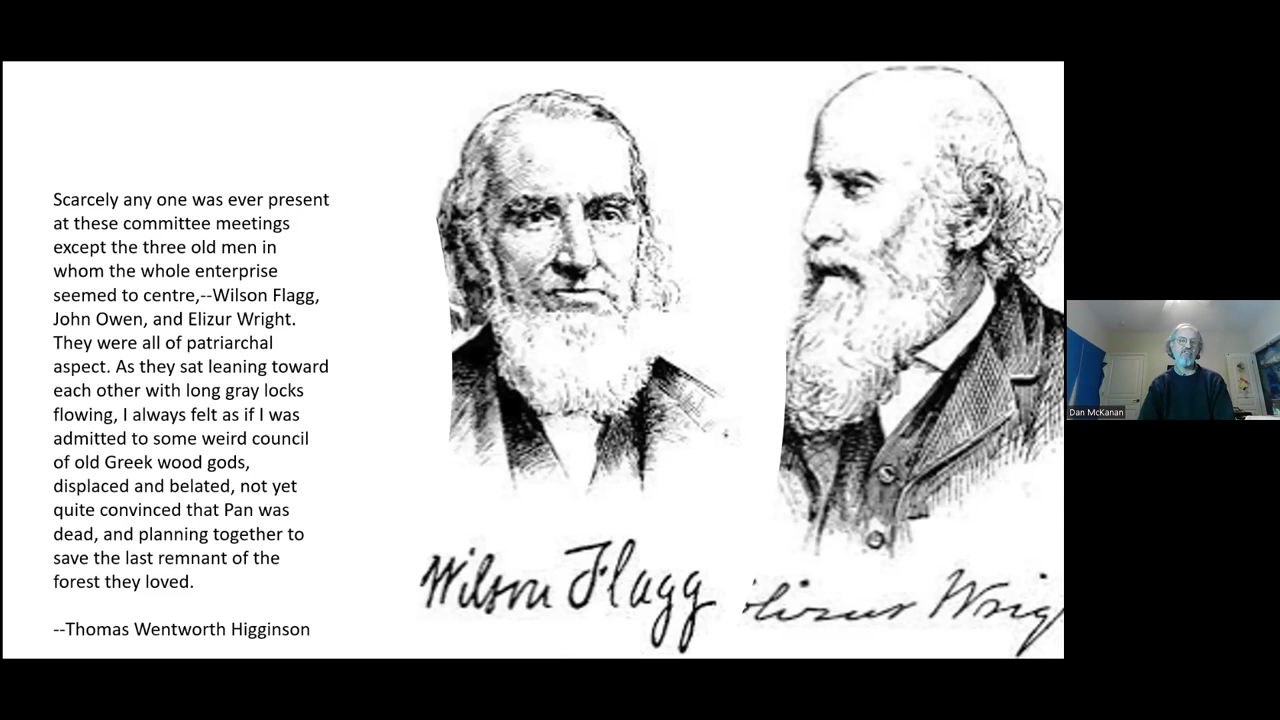 Scarcely any one was ever present
at these committee meetings
except the three old men in
whom the whole enterprise
seemed to centre,--Wilson Flagg,
John Owen, and Elizur Wright.
They were all of patriarchal
aspect. As they sat leaning toward
each other with long gray locks
flowing, I always felt as if I was
admitted to some weird council
of old Greek wood gods,
displaced and belated, not yet
quite convinced that Pan was
dead, and planning together to
save the last remnant of the
forest they loved.
--Thomas Wentworth Higginson
Wilson Flagg
lizur Wrig
Dan McKanan